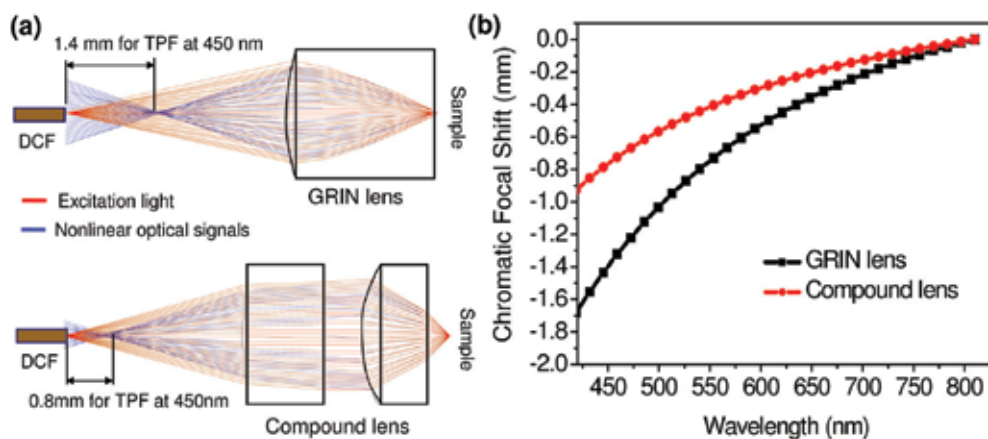 (a)
1.4 mm for TPF at 450 nm
DCF
Sample
GRIN lens
Excitation light
Nonlinear optical signals
DCF
0.8mm for TPF at 450nm
Sample
Compound lens
(b)
Chromatic Focal Shift (mm)
0.0
-0.2
-0.4
-0.6
-0.8
-1.0
-1.2
-1.4
-1.6
-1.8
-2.0
GRIN lens
Compound lens
450 500 550 600 650 700 750 800
Wavelength (nm)